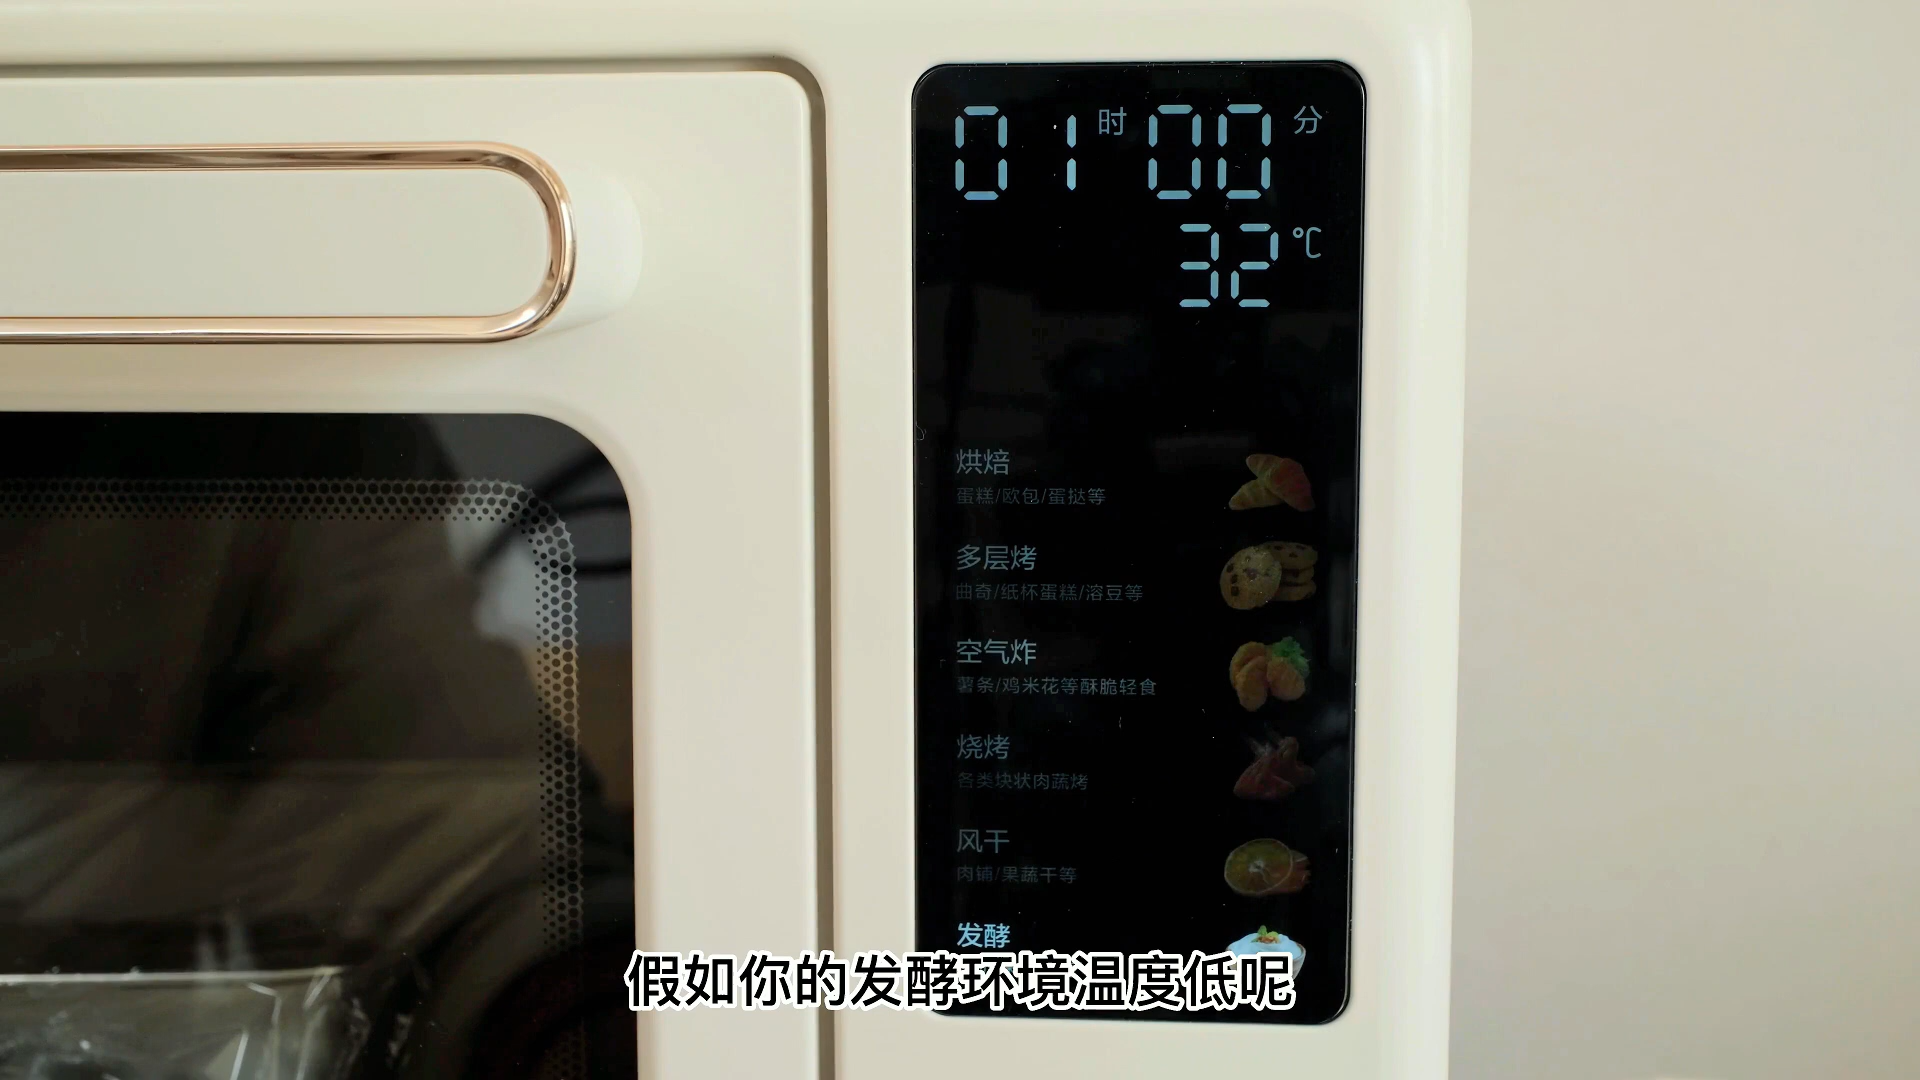 01时00分
32℃
烘焙
蛋糕/欧包/蛋挞等
多层烤
曲奇/纸杯蛋糕/溶豆等
空气炸
薯条/鸡米花等酥脆轻食
烧烤
各类块状肉蔬烤
风干
肉铺/果蔬干等
发酵
假如你的发酵环境温度低呢